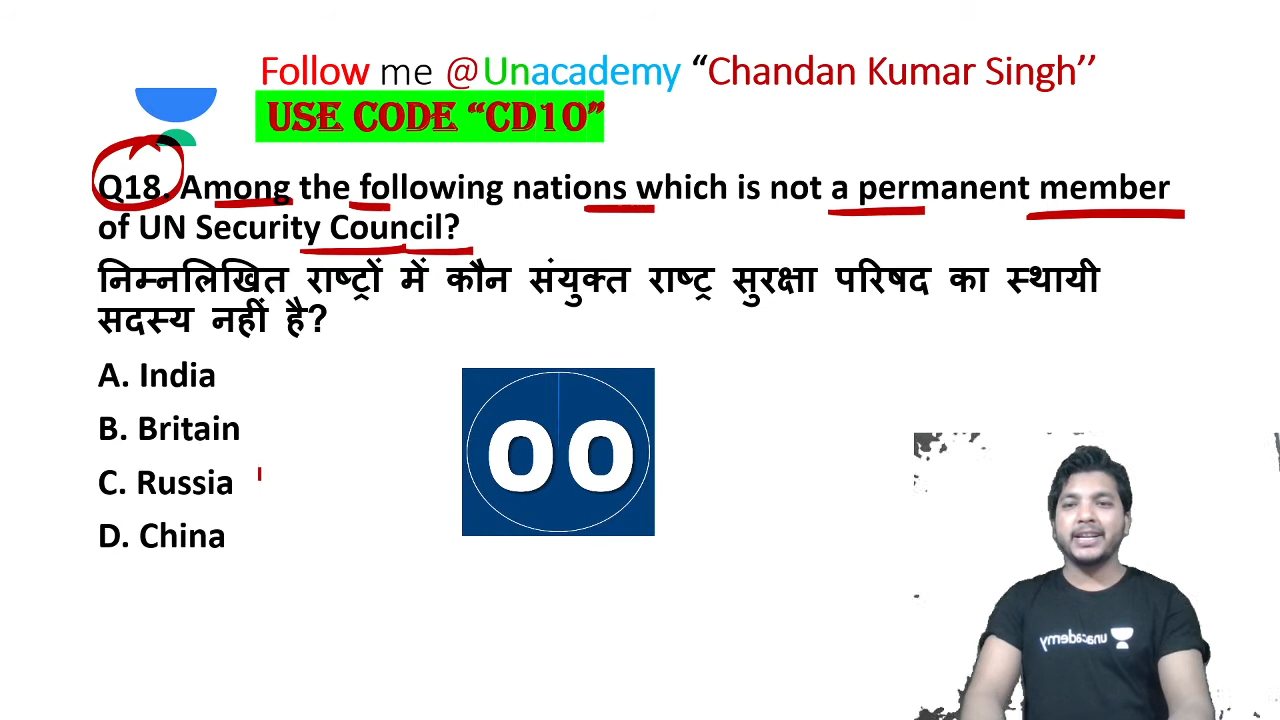 Follow me @Unacademy “Chandan Kumar Singh’’
USE CODE “CD10”
Q18. Among the following nations which is not a permanent member
of UN Security Council?
निम्नलिखित राष्ट्रों में कौन संयुक्त राष्ट्र सुरक्षा परिषद का स्थायी
सदस्य नहीं है?
A. India
B. Britain
C. Russia
D. China
00
unacademy